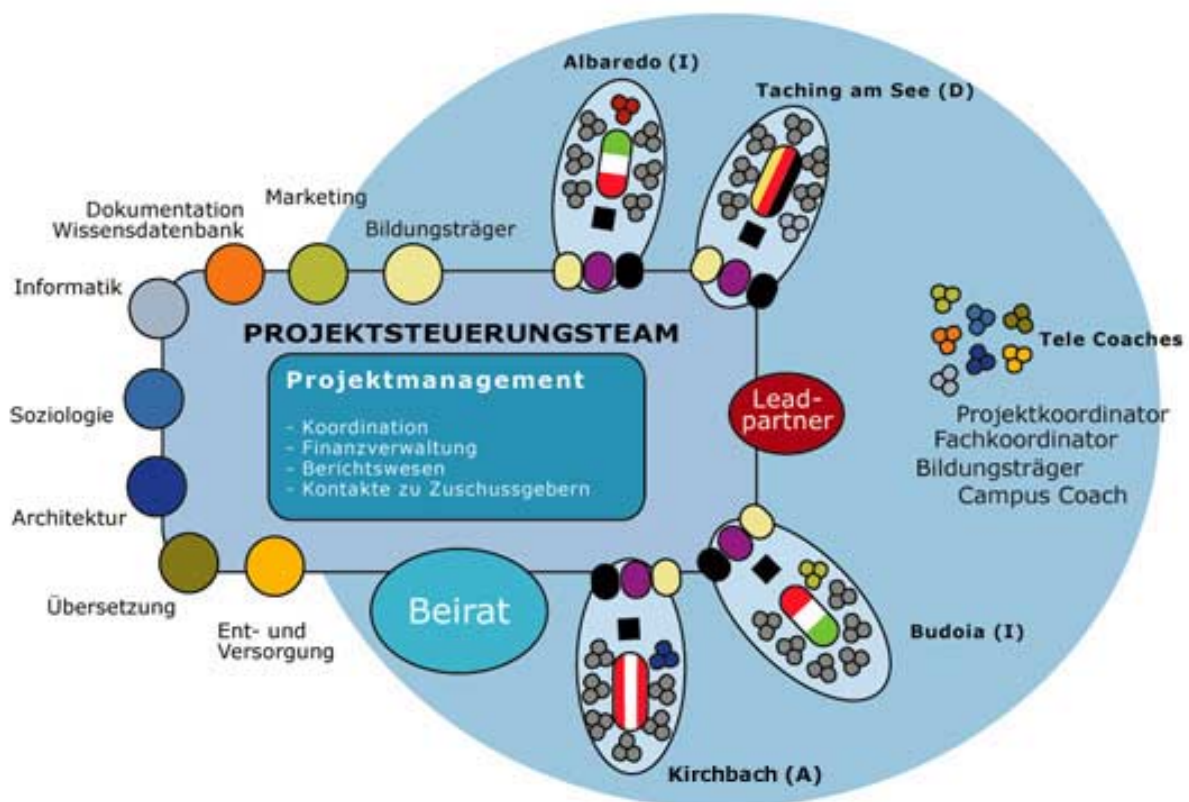 Albaredo (I)
Taching am See (D)
Marketing
Dokumentation
Wissensdatenbank
Bildungsträger
Informatik
PROJEKTSTEUERUNGSTEAM
Tele Coaches
Projektmanagement
- Koordination
- Finanzverwaltung
- Berichtswesen
- Kontakte zu Zuschussgebern
Lead-
partner
Soziologie
Projektkoordinator
Fachkoordinator
Bildungsträger
Campus Coach
Architektur
Übersetzung
Beirat
Ent- und
Versorgung
Budoia (I)
Kirchbach (A)